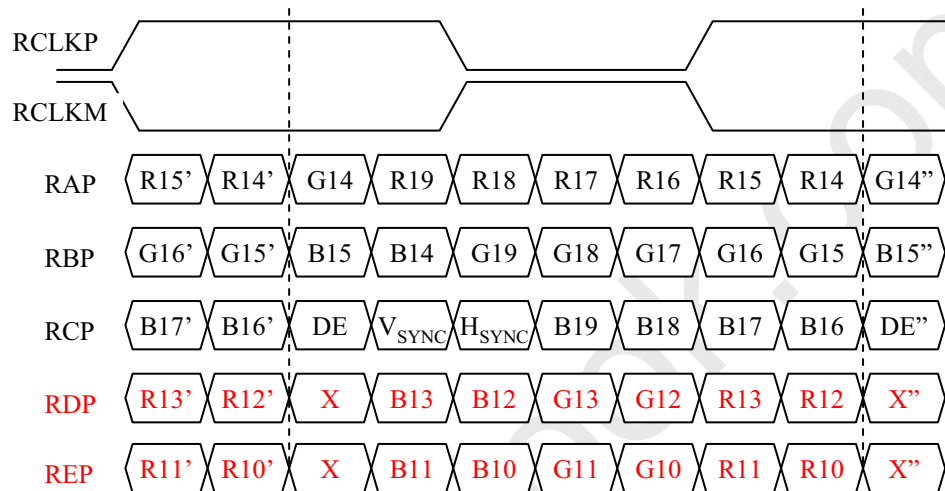 RCLKP
RCLKM
RAP R15’ R14’ G14 R19 R18 R17 R16 R15 R14 G14”
RBP G16’ G15’ B15 B14 G19 G18 G17 G16 G15 B15”
RCP B17’ B16’ DE VSYNC HSYNC B19 B18 B17 B16 DE”
RDP R13’ R12’ X B13 B12 G13 G12 R13 R12 X”
REP R11’ R10’ X B11 B10 G11 G10 R11 R10 X”